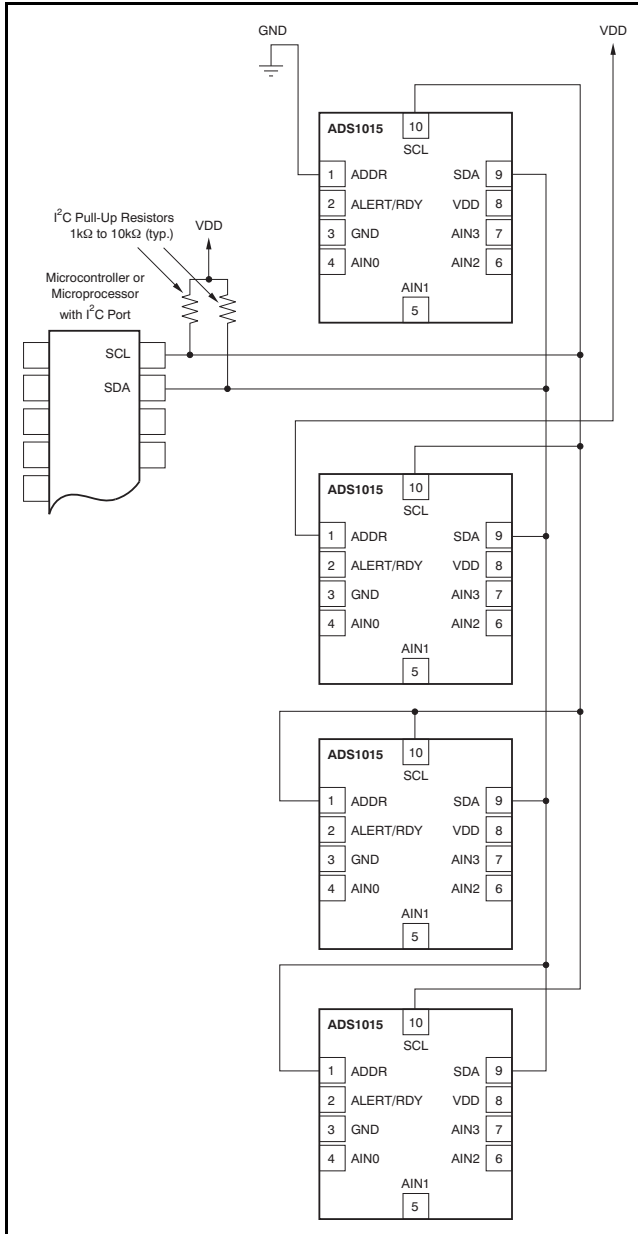 GND
VDD
ADS1015
10
SCL
1 ADDR SDA 9
2 ALERT/RDY VDD 8
3 GND AIN3 7
4 AIN0 AIN2 6
AIN1
5
I²C Pull-Up Resistors
1kΩ to 10kΩ (typ.)
VDD
Microcontroller or
Microprocessor
with I²C Port
SCL
SDA
ADS1015
10
SCL
1 ADDR SDA 9
2 ALERT/RDY VDD 8
3 GND AIN3 7
4 AIN0 AIN2 6
AIN1
5
ADS1015
10
SCL
1 ADDR SDA 9
2 ALERT/RDY VDD 8
3 GND AIN3 7
4 AIN0 AIN2 6
AIN1
5
ADS1015
10
SCL
1 ADDR SDA 9
2 ALERT/RDY VDD 8
3 GND AIN3 7
4 AIN0 AIN2 6
AIN1
5